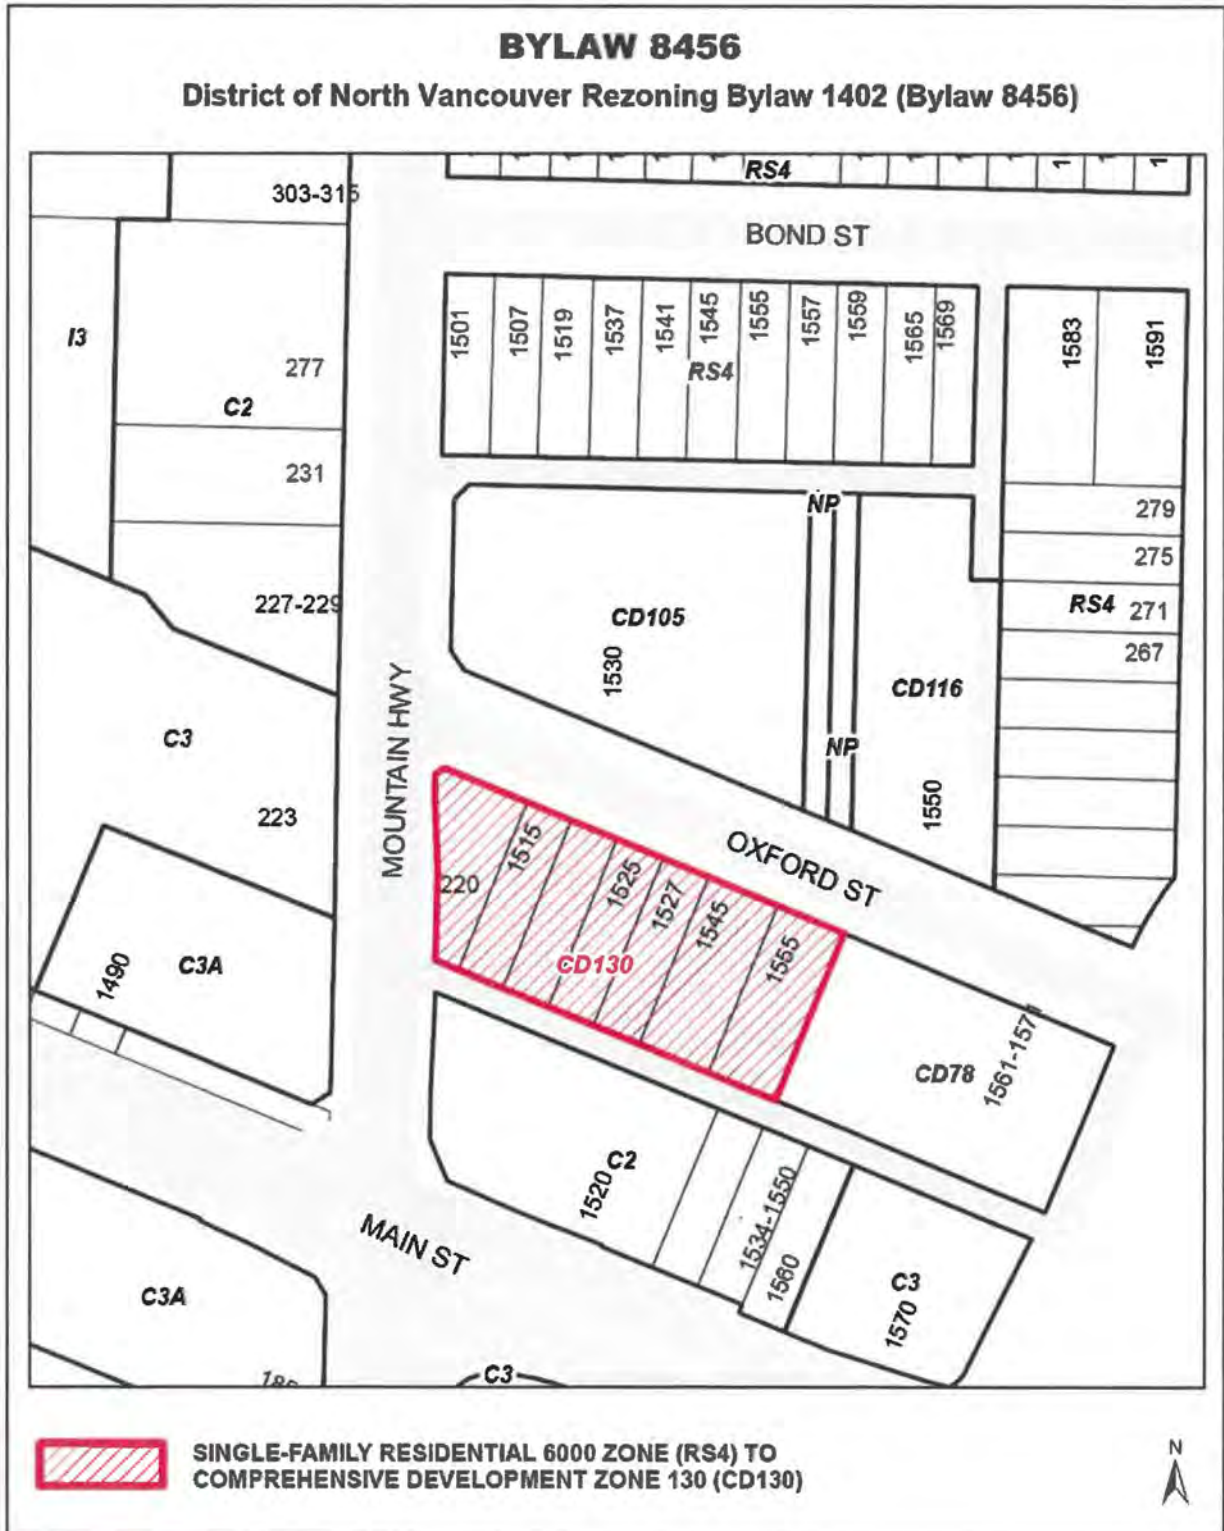 BYLAW 8456
District of North Vancouver Rezoning Bylaw 1402 (Bylaw 8456)
RS4
303-315
BOND ST
I3
277
C2
231
227-229
1501
1507
1519
1537
1541
1545
1555
1557
1559
1565
1569
RS4
1583
1591
279
275
RS4
271
267
NP
CD105
1530
NP
CD116
1550
MOUNTAIN HWY
C3
223
OXFORD ST
220
1515
1525
1527
1545
1555
CD130
C3A
1490
CD78
1561-1571
C2
1520
1534-1550
1560
C3
1570
MAIN ST
C3A
C3
SINGLE-FAMILY RESIDENTIAL 6000 ZONE (RS4) TO
COMPREHENSIVE DEVELOPMENT ZONE 130 (CD130)
N